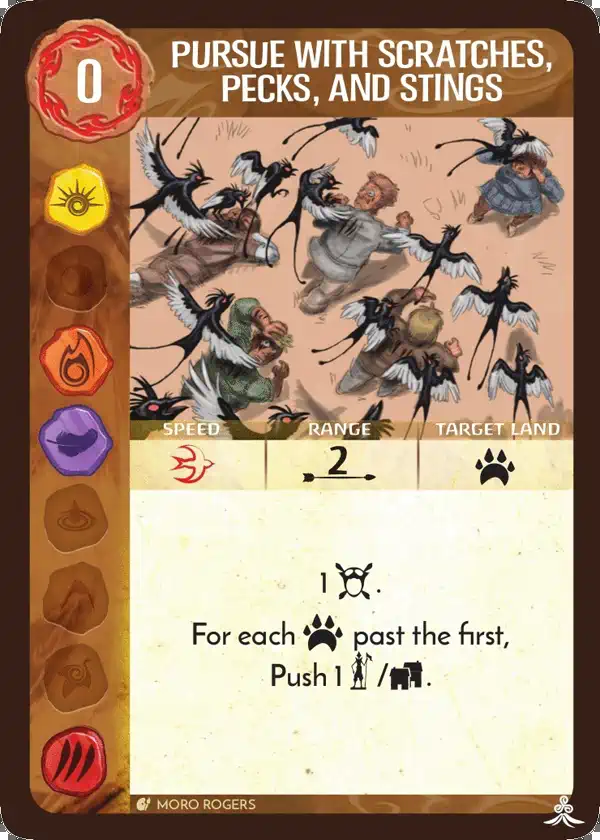 0
PURSUE WITH SCRATCHES,
PECKS, AND STINGS
SPEED RANGE TARGET LAND
2
1 .
For each past the first,
Push 1 / .
MORO ROGERS